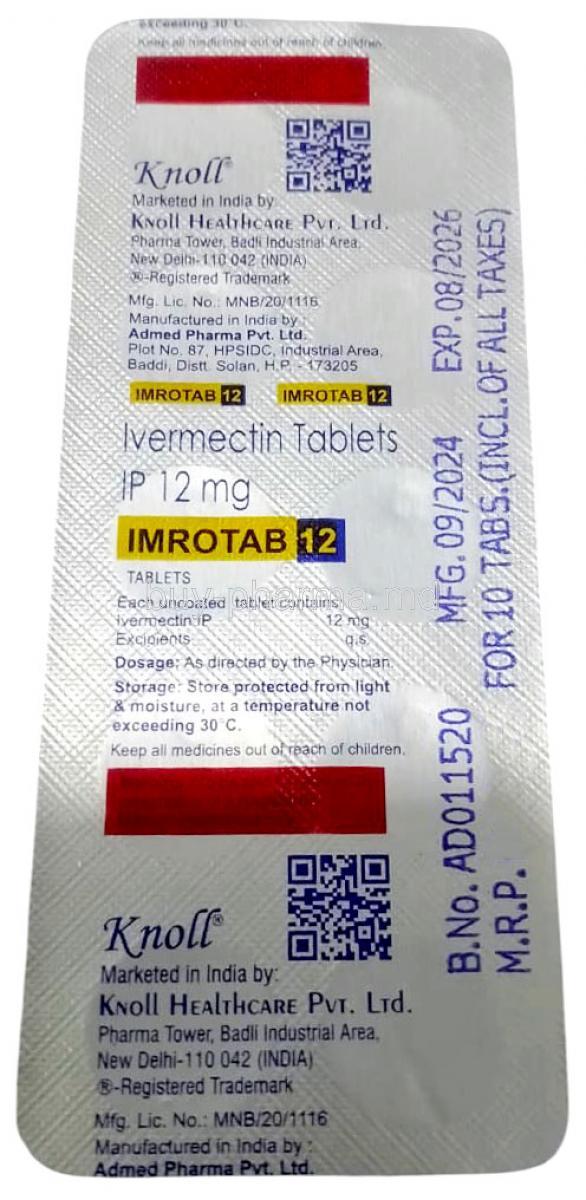 exceeding 30°C.
Keep all medicines out of reach of children.
Knoll®
Marketed in India by:
Knoll Healthcare Pvt. Ltd.
Pharma Tower, Badli Industrial Area,
New Delhi-110 042 (INDIA)
®-Registered Trademark
Mfg. Lic. No.: MNB/20/1116
Manufactured in India by :
Admed Pharma Pvt. Ltd.
Plot No. 87, HPSIDC, Industrial Area,
Baddi, Distt. Solan, H.P. - 173205
IMROTAB 12 IMROTAB 12
Ivermectin Tablets
IP 12 mg
IMROTAB 12
TABLETS
buy-pharma.md
Each uncoated tablet contains:
Ivermectin IP 12 mg
Excipients q.s.
Dosage: As directed by the Physician.
Storage: Store protected from light
& moisture, at a temperature not
exceeding 30°C.
Keep all medicines out of reach of children.
Knoll®
Marketed in India by:
Knoll Healthcare Pvt. Ltd.
Pharma Tower, Badli Industrial Area,
New Delhi-110 042 (INDIA)
®-Registered Trademark
Mfg. Lic. No.: MNB/20/1116
Manufactured in India by :
Admed Pharma Pvt. Ltd.
B.No. AD011520 MFG. 09/2024 EXP. 08/2026
M.R.P. FOR 10 TABS.(INCL.OF ALL TAXES)